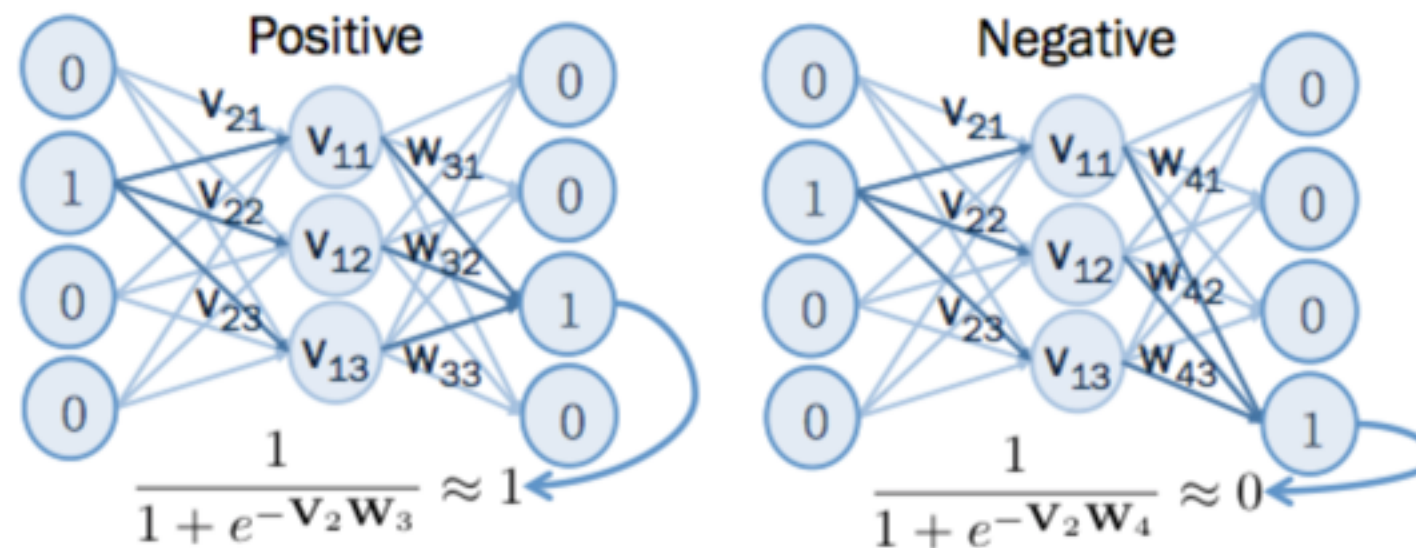 Positive
0
1
0
0
v₂₁
v₂₂
v₂₃
v₁₁
v₁₂
v₁₃
w₃₁
w₃₂
w₃₃
0
0
1
0
1 / (1 + e^(-V₂W₃)) ≈ 1
Negative
0
1
0
0
v₂₁
v₂₂
v₂₃
v₁₁
v₁₂
v₁₃
w₄₁
w₄₂
w₄₃
0
0
0
1
1 / (1 + e^(-V₂W₄)) ≈ 0